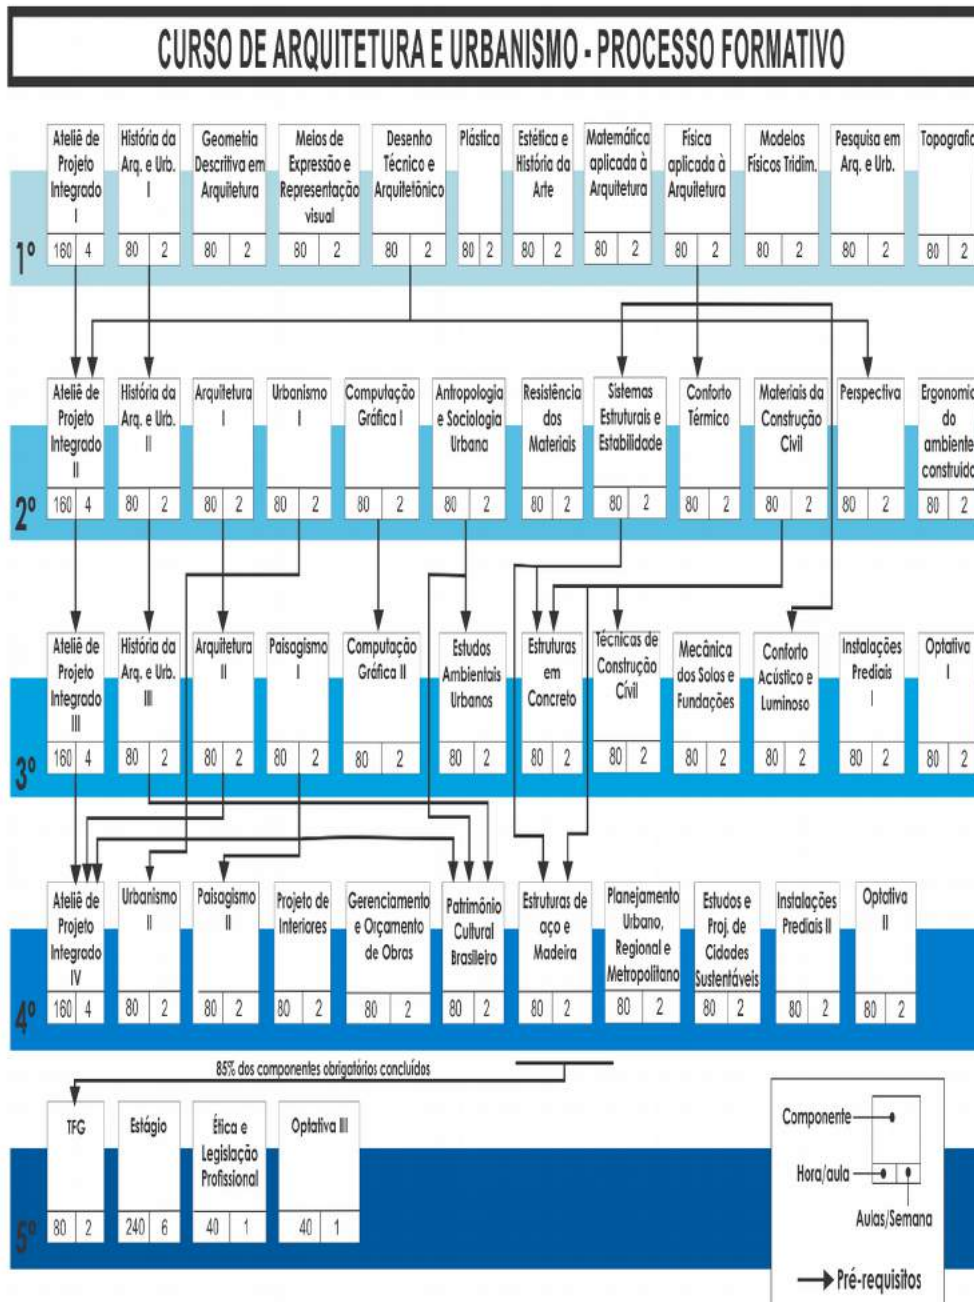 CURSO DE ARQUITETURA E URBANISMO - PROCESSO FORMATIVO
1º
Ateliê de
Projeto
Integrado
I
160 4
História da
Arq. e Urb.
I
80 2
Geometria
Descritiva em
Arquitetura
80 2
Meios de
Expressão e
Representação
visual
80 2
Desenho
Técnico e
Arquitetônico
80 2
Plástica
80 2
Estética e
História da
Arte
80 2
Matemática
aplicada à
Arquitetura
80 2
Física
aplicada à
Arquitetura
80 2
Modelos
Físicos Tridim.
80 2
Pesquisa em
Arq. e Urb.
80 2
Topografia
80 2
2º
Ateliê de
Projeto
Integrado
II
160 4
História da
Arq. e Urb.
II
80 2
Arquitetura
I
80 2
Urbanismo
I
80 2
Computação
Gráfica I
80 2
Antropologia
e Sociologia
Urbana
80 2
Resistência
dos
Materiais
80 2
Sistemas
Estruturais e
Estabilidade
80 2
Conforto
Térmico
80 2
Materiais da
Construção
Civil
80 2
Perspectiva
80 2
Ergonomia
do
ambiente
construido
80 2
3º
Ateliê de
Projeto
Integrado
III
160 4
História da
Arq. e Urb.
III
80 2
Arquitetura
II
80 2
Paisagismo
I
80 2
Computação
Gráfica II
80 2
Estudos
Ambientais
Urbanos
80 2
Estruturas
em
Concreto
80 2
Técnicas de
Construção
Cívil
80 2
Mecânica
dos Solos e
Fundações
80 2
Conforto
Acústico e
Luminoso
80 2
Instalações
Prediais
I
80 2
Optativa
I
80 2
4º
Ateliê de
Projeto
Integrado
IV
160 4
Urbanismo
II
80 2
Paisagismo
II
80 2
Projeto de
Interiores
80 2
Gerenciamento
e Orçamento
de Obras
80 2
Patrimônio
Cultural
Brasileiro
80 2
Estruturas de
aço e
Madeira
80 2
Planejamento
Urbano,
Regional e
Metropolitano
80 2
Estudos e
Proj. de
Cidades
Sustentáveis
80 2
Instalações
Prediais II
80 2
Optativa
II
80 2
85% dos componentes obrigatórios concluídos
5º
TFG
80 2
Estágio
240 6
Ética e
Legislação
Profissional
40 1
Optativa III
40 1
Componente
Hora/aula
Aulas/Semana
Pré-requisitos